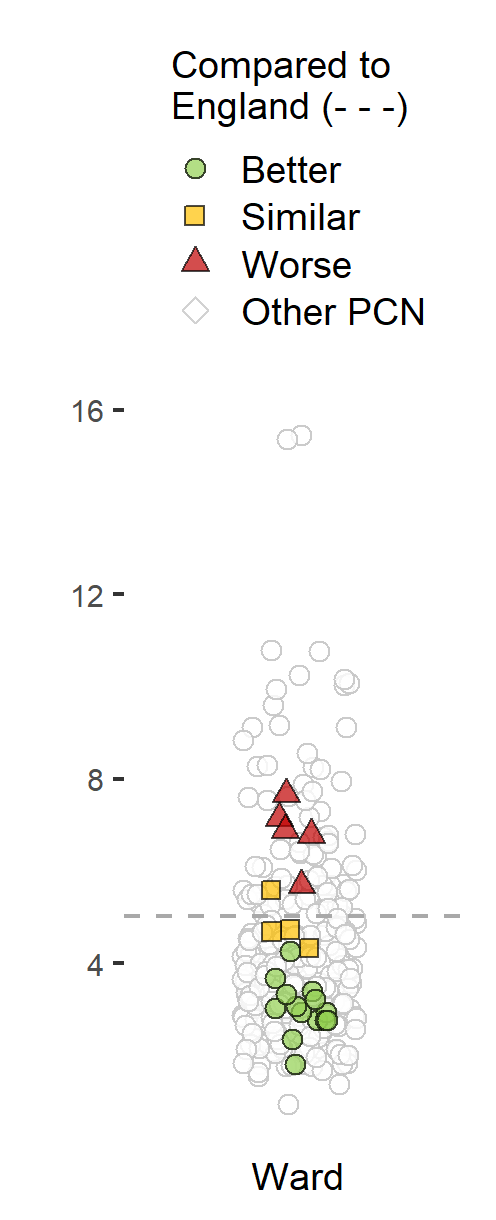 Compared to
England (- - -)
Better
Similar
Worse
Other PCN
16
12
8
4
Ward